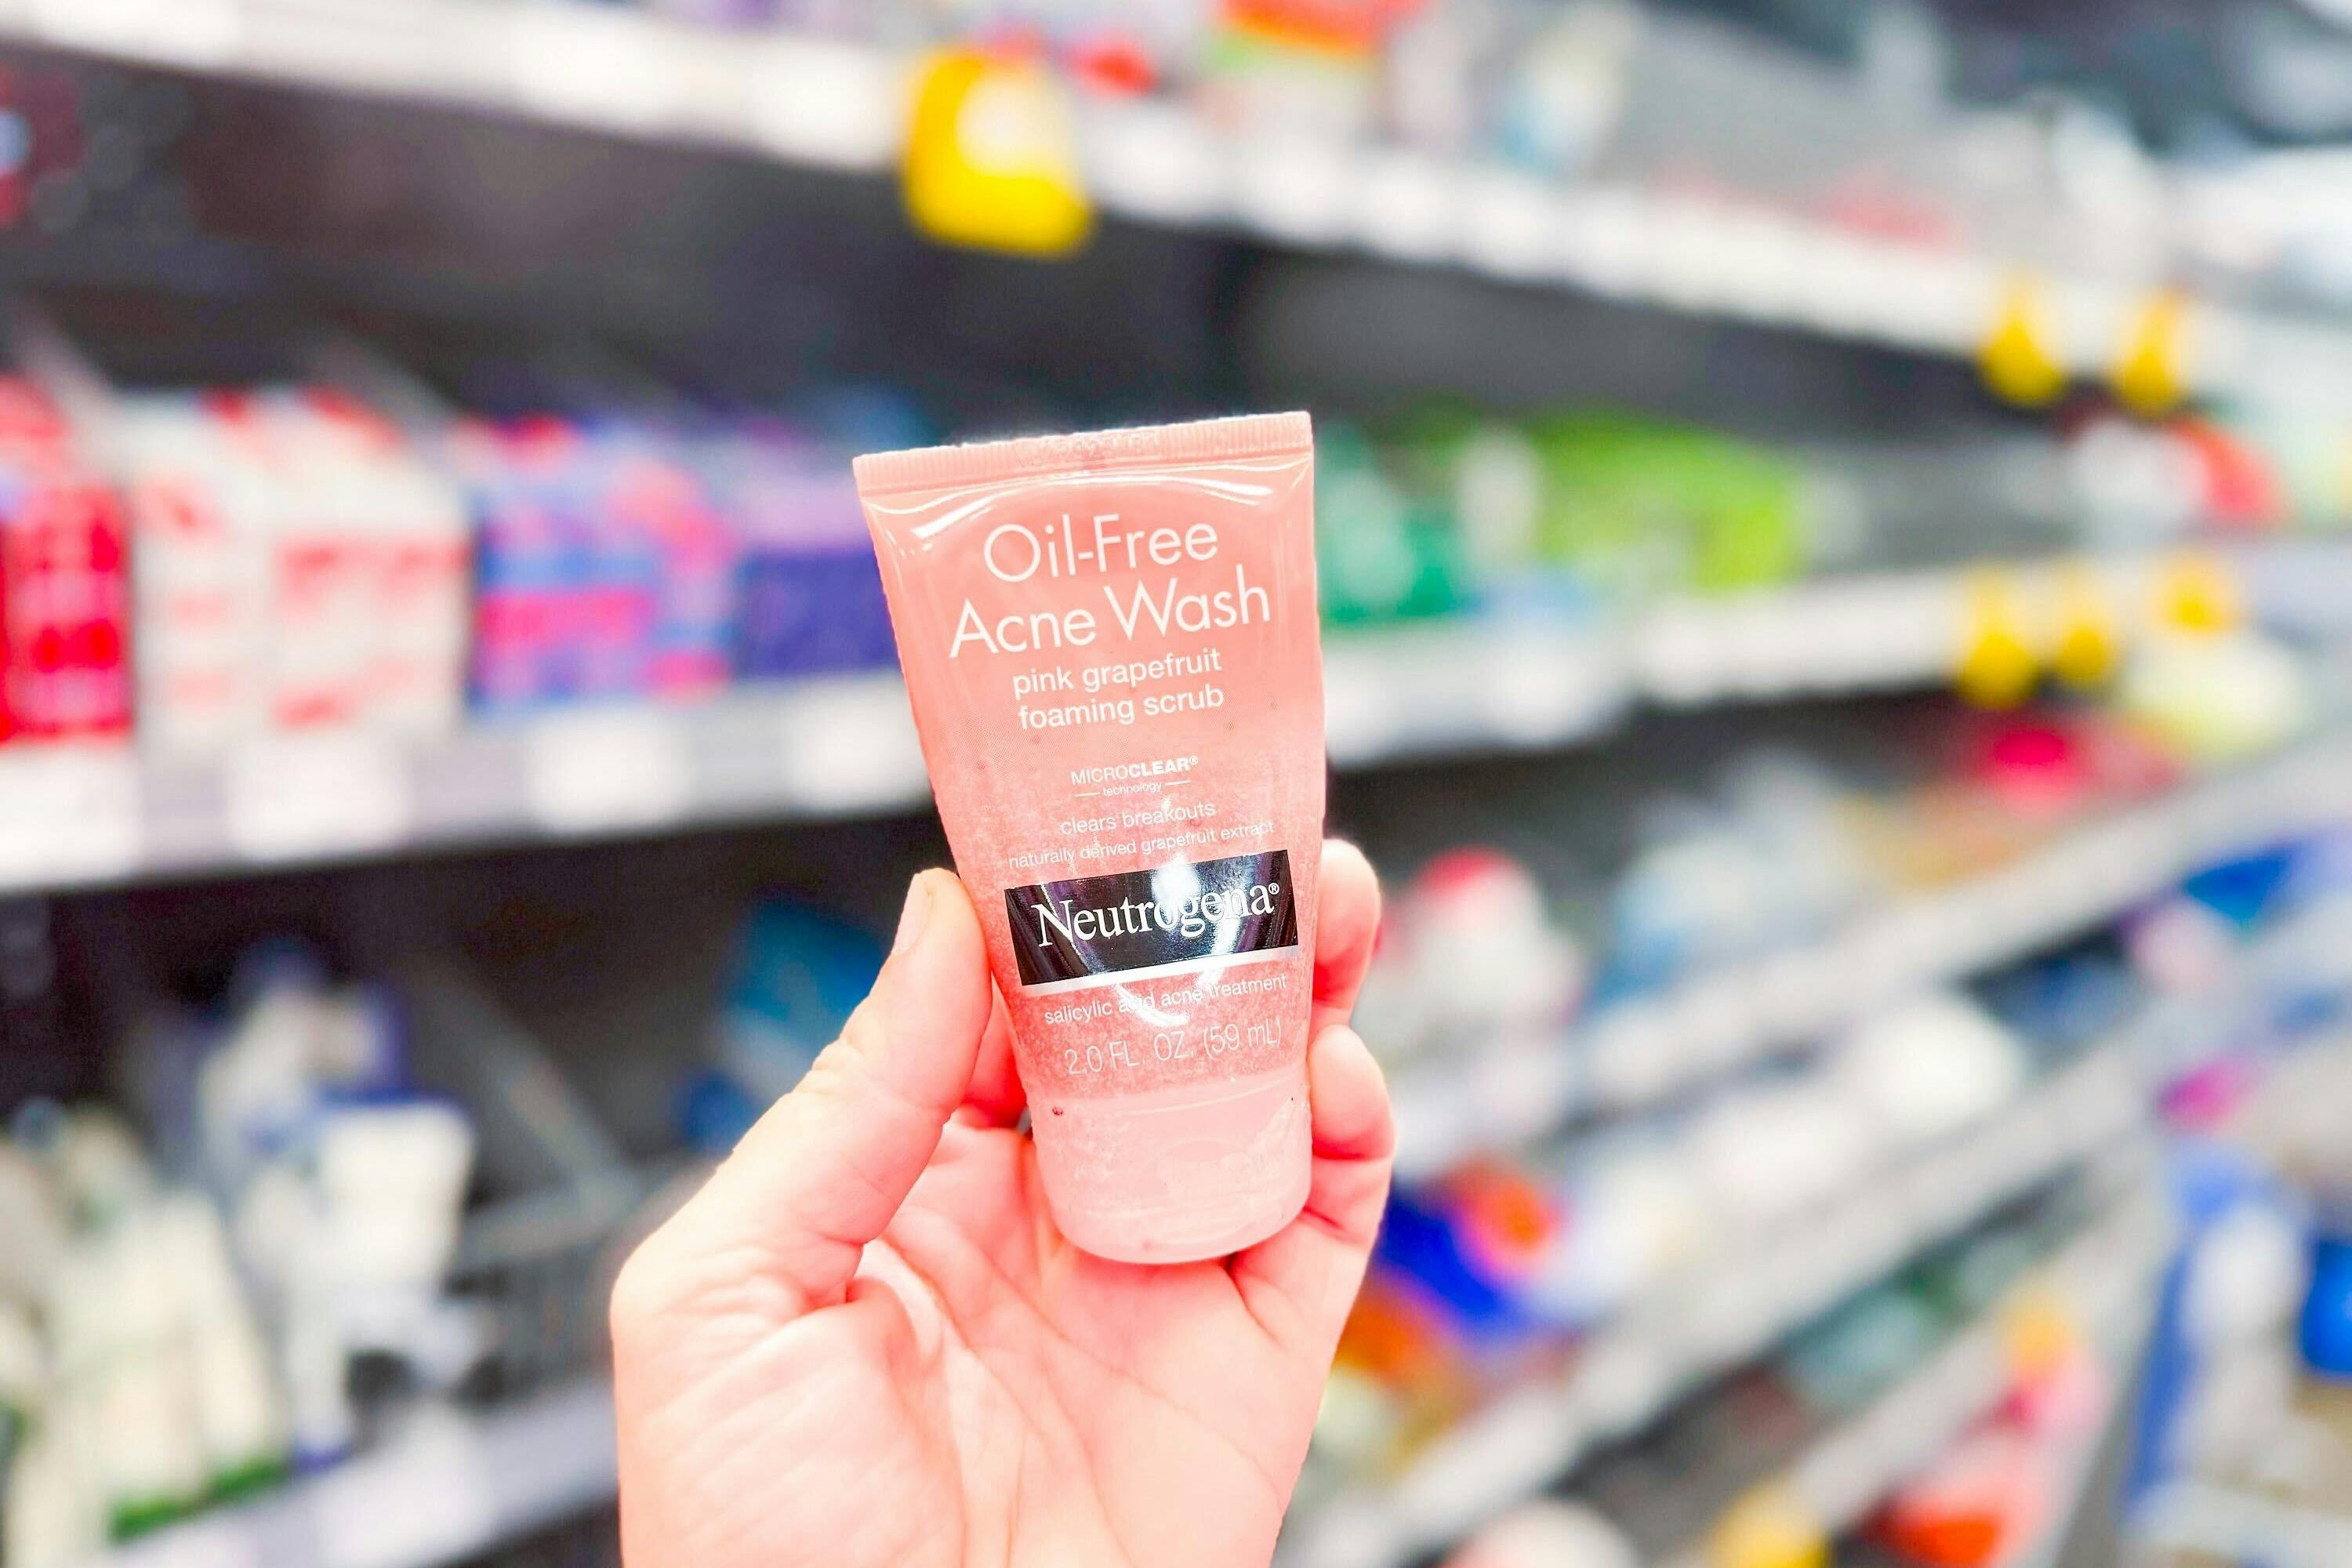 Oil-Free
Acne Wash
pink grapefruit
foaming scrub
MICROCLEAR®
technology
clears breakouts
naturally derived grapefruit extract
Neutrogena®
salicylic acid acne treatment
2.0 FL. OZ. (59 mL)